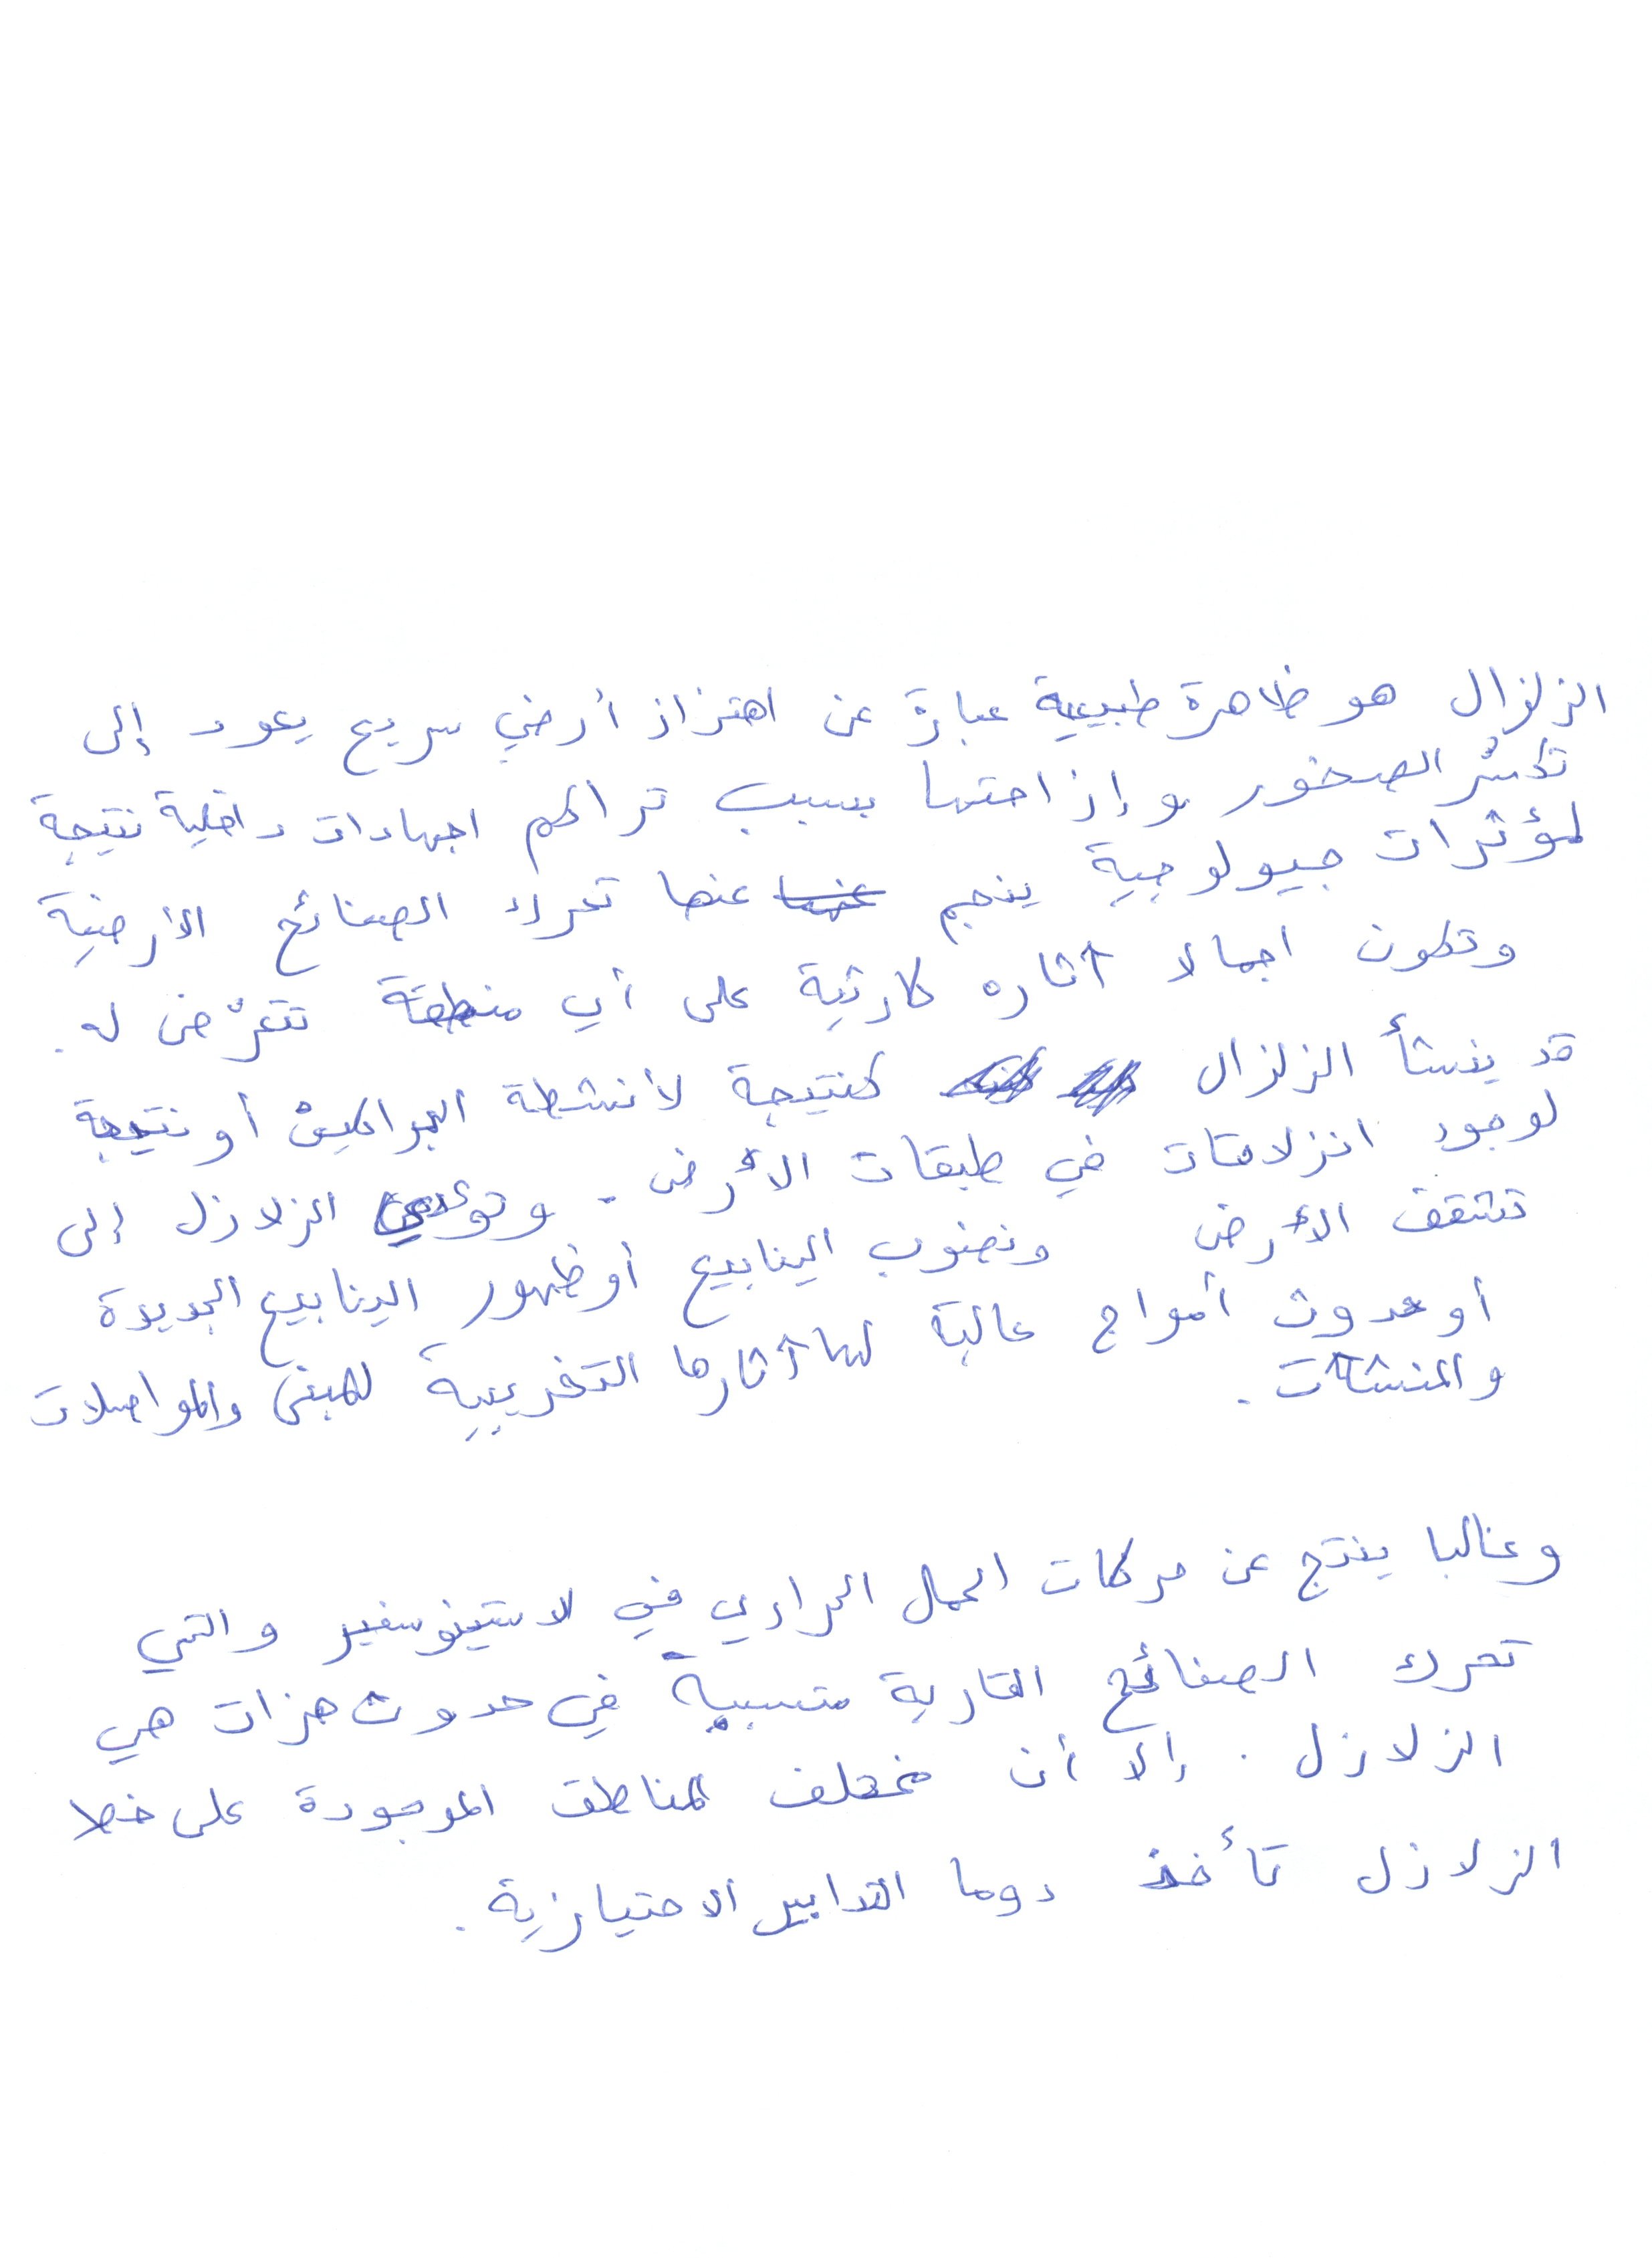 الزلزال هو ظاهرة طبيعية عبارة عن اهتزاز أرضي سريع يعود إلى
تكسّر الصخور وإزاحتها بسبب تراكم اجهادات داخلية نتيجة
لمؤثرات جيولوجية ينجم عنها عنها تحرك الصفائح الأرضية
وتكون اجمالا آثاره كارثية على أي منطقة تتعرّض له.
قد ينشأ الزلزال كنتيجة لأنشطة البراكين أو نتيجة
لوجود انزلاقات في طبقات الأرض. وتؤدي الزلازل إلى
تشقق الأرض ونضوب الينابيع أو ظهور الينابيع الجديدة
أو حدوث أمواج عالية لها آثارها التخريبية، للمبنى والمواصلات
والمنشآت.
وغالبا ينتج عن حركات الحمل الحراري في لاستينوسفير والتي
تحرك الصفائح القارية متسببة في حدوث هزات هي
الزلازل. إلا أن مختلف المناطق الموجودة على خط
الزلازل تأخذ دوما التدابير الاحتيازية.